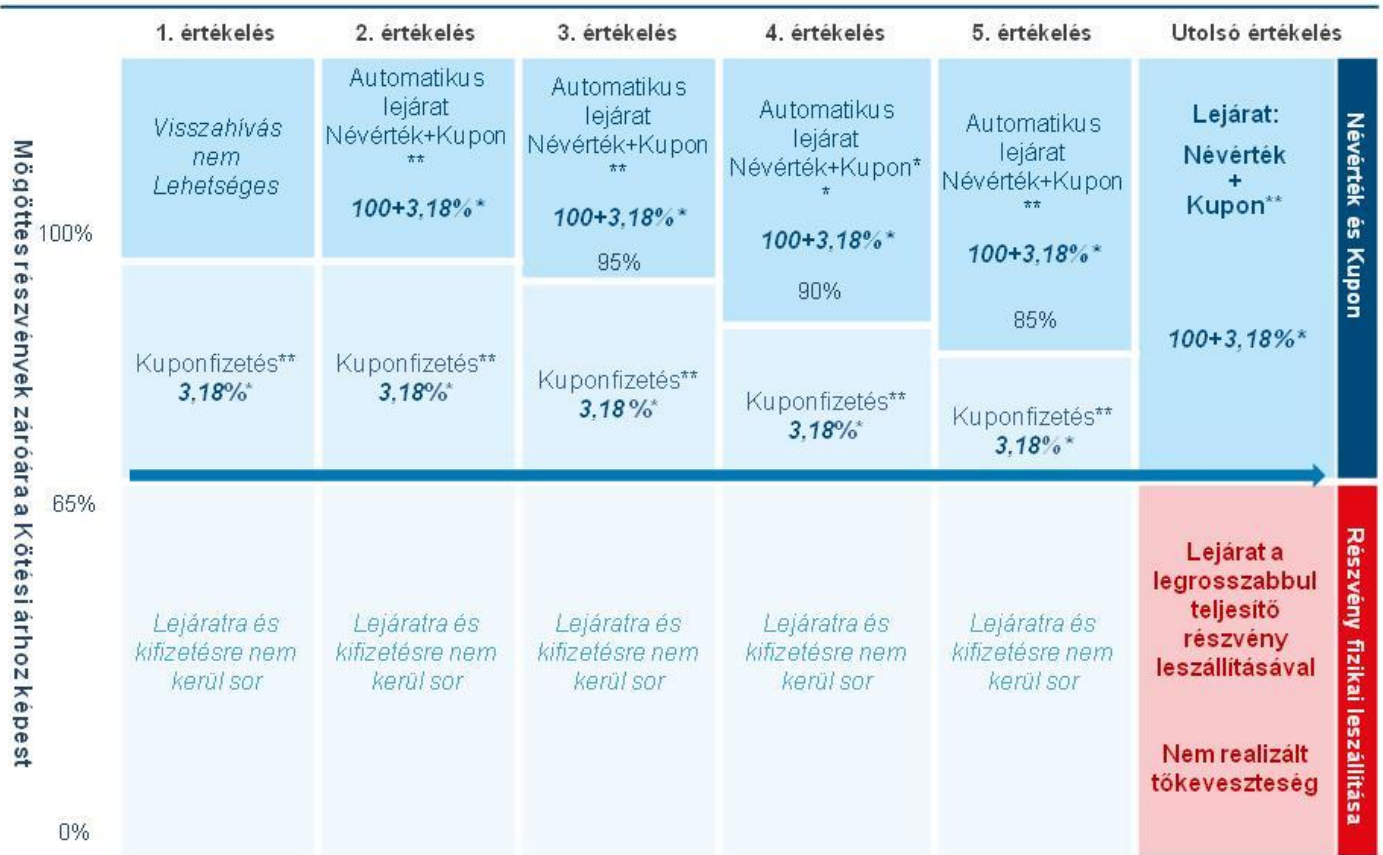 1. értékelés
2. értékelés
3. értékelés
4. értékelés
5. értékelés
Utolsó értékelés
Mögöttes részvények záróára a Kötési árhoz képest
100%
65%
0%
Visszahívás
nem
Lehetséges
Automatikus
lejárat
Névérték+Kupon
**
100+3,18%*
Automatikus
lejárat
Névérték+Kupon
**
100+3,18%*
95%
Automatikus
lejárat
Névérték+Kupon*
*
100+3,18%*
90%
Automatikus
lejárat
Névérték+Kupon
**
100+3,18%*
85%
Lejárat:
Névérték
+
Kupon**
100+3,18%*
Névérték és Kupon
Kuponfizetés**
3,18%*
Kuponfizetés**
3,18%*
Kuponfizetés**
3,18%*
Kuponfizetés**
3,18%*
Kuponfizetés**
3,18%*
Lejáratra és
kifizetésre nem
kerül sor
Lejáratra és
kifizetésre nem
kerül sor
Lejáratra és
kifizetésre nem
kerül sor
Lejáratra és
kifizetésre nem
kerül sor
Lejáratra és
kifizetésre nem
kerül sor
Lejárat a
legrosszabbul
teljesítő
részvény
leszállításával
Nem realizált
tőkeveszteség
Részvény fizikai leszállítása